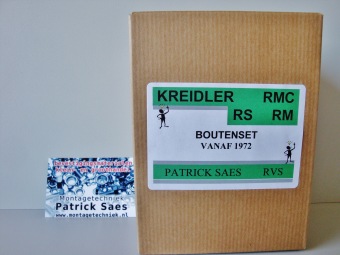 KREIDLER RMC
RS RM
BOUTENSET
VANAF 1972
PATRICK SAES RVS
Montagetechniek
Patrick Saes
www.montagetechniek.nl